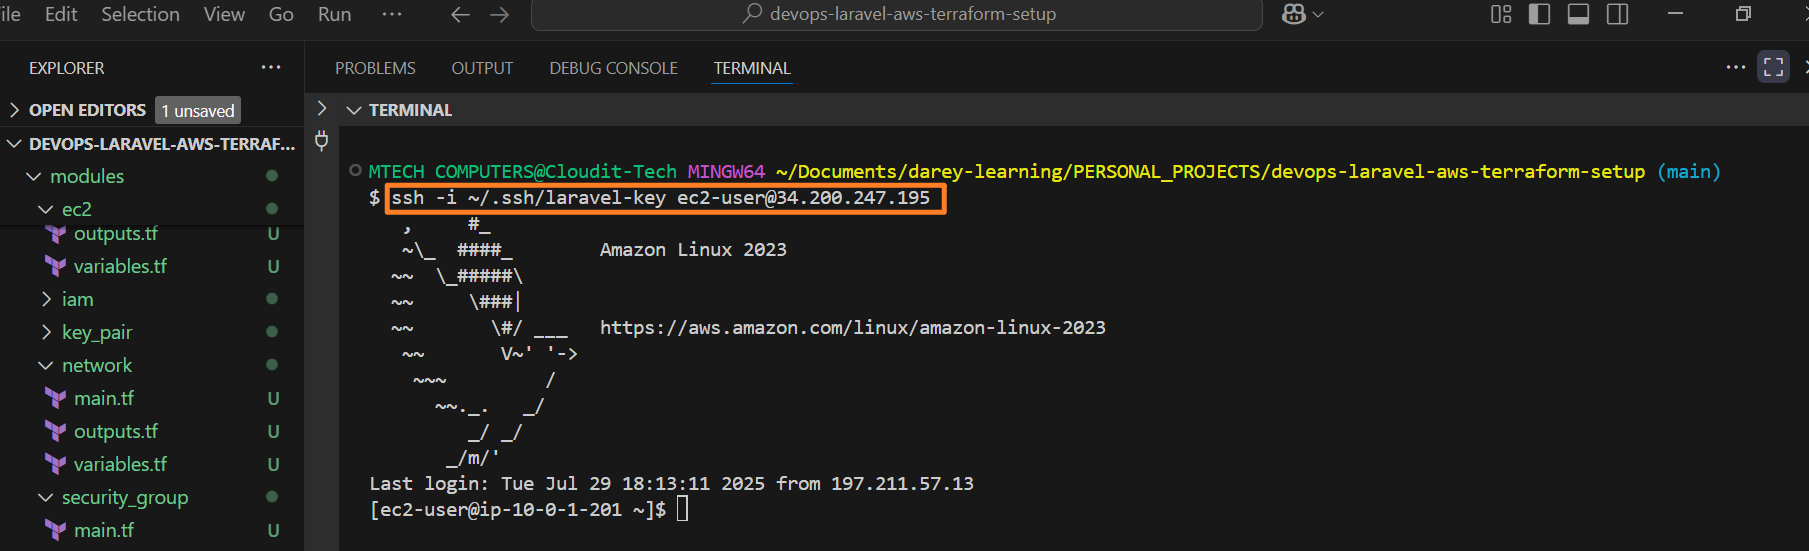 ile Edit Selection View Go Run ··· devops-laravel-aws-terraform-setup
EXPLORER ···
OPEN EDITORS 1 unsaved
DEVOPS-LARAVEL-AWS-TERRAF...
modules
ec2
outputs.tf U
variables.tf U
iam
key_pair
network
main.tf U
outputs.tf U
variables.tf U
security_group
main.tf U
PROBLEMS OUTPUT DEBUG CONSOLE TERMINAL ···
TERMINAL
MTECH COMPUTERS@Cloudit-Tech MINGW64 ~/Documents/darey-learning/PERSONAL_PROJECTS/devops-laravel-aws-terraform-setup (main)
$ ssh -i ~/.ssh/laravel-key ec2-user@34.200.247.195
   ,     #_
   ~\_  ####_        Amazon Linux 2023
  ~~  \_#####\
  ~~     \###|
  ~~       \#/ ___   https://aws.amazon.com/linux/amazon-linux-2023
   ~~       V~' '->
    ~~~         /
      ~~._.   _/
         _/ _/
       _/m/'
Last login: Tue Jul 29 18:13:11 2025 from 197.211.57.13
[ec2-user@ip-10-0-1-201 ~]$